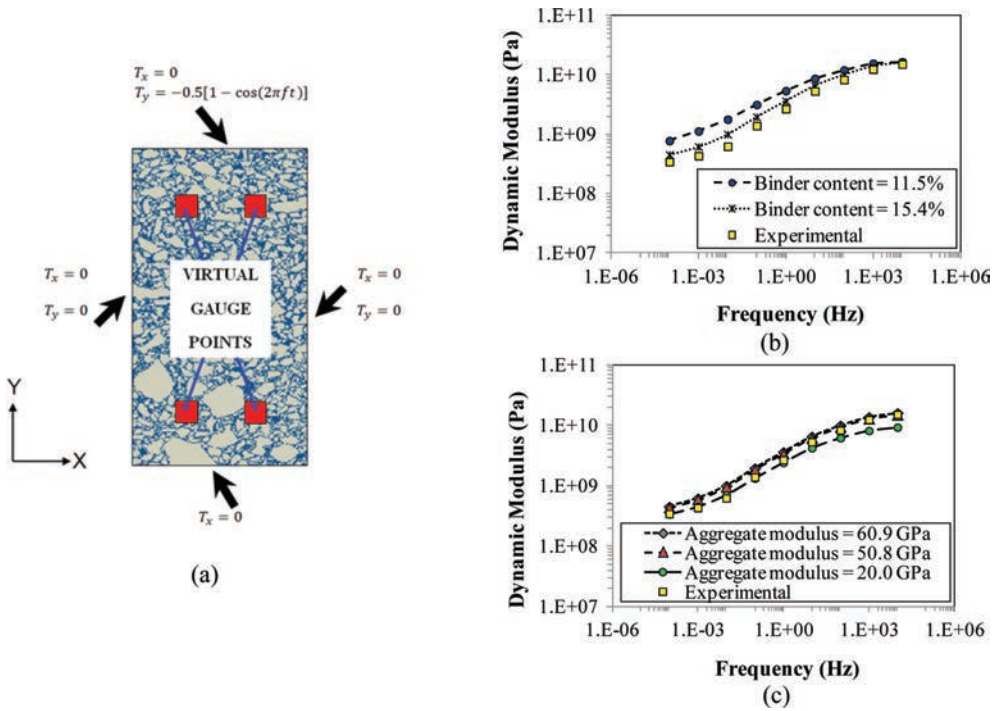 T_x = 0
T_y = −0.5[1 − cos(2πft)]
T_x = 0
T_y = 0
VIRTUAL
GAUGE
POINTS
T_x = 0
T_y = 0
Y
X
T_x = 0
(a)
Dynamic Modulus (Pa)
1.E+11
1.E+10
1.E+09
1.E+08
1.E+07
Binder content = 11.5%
Binder content = 15.4%
Experimental
1.E-06
1.E-03
1.E+00
1.E+03
1.E+06
Frequency (Hz)
(b)
Dynamic Modulus (Pa)
1.E+11
1.E+10
1.E+09
1.E+08
1.E+07
Aggregate modulus = 60.9 GPa
Aggregate modulus = 50.8 GPa
Aggregate modulus = 20.0 GPa
Experimental
1.E-06
1.E-03
1.E+00
1.E+03
1.E+06
Frequency (Hz)
(c)